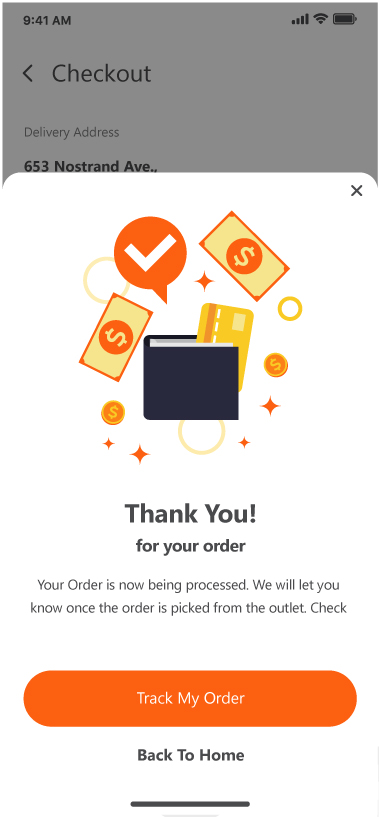 9:41 AM
Checkout
Delivery Address
653 Nostrand Ave.,
$
$
$
$
Thank You!
for your order
Your Order is now being processed. We will let you
know once the order is picked from the outlet. Check
Track My Order
Back To Home